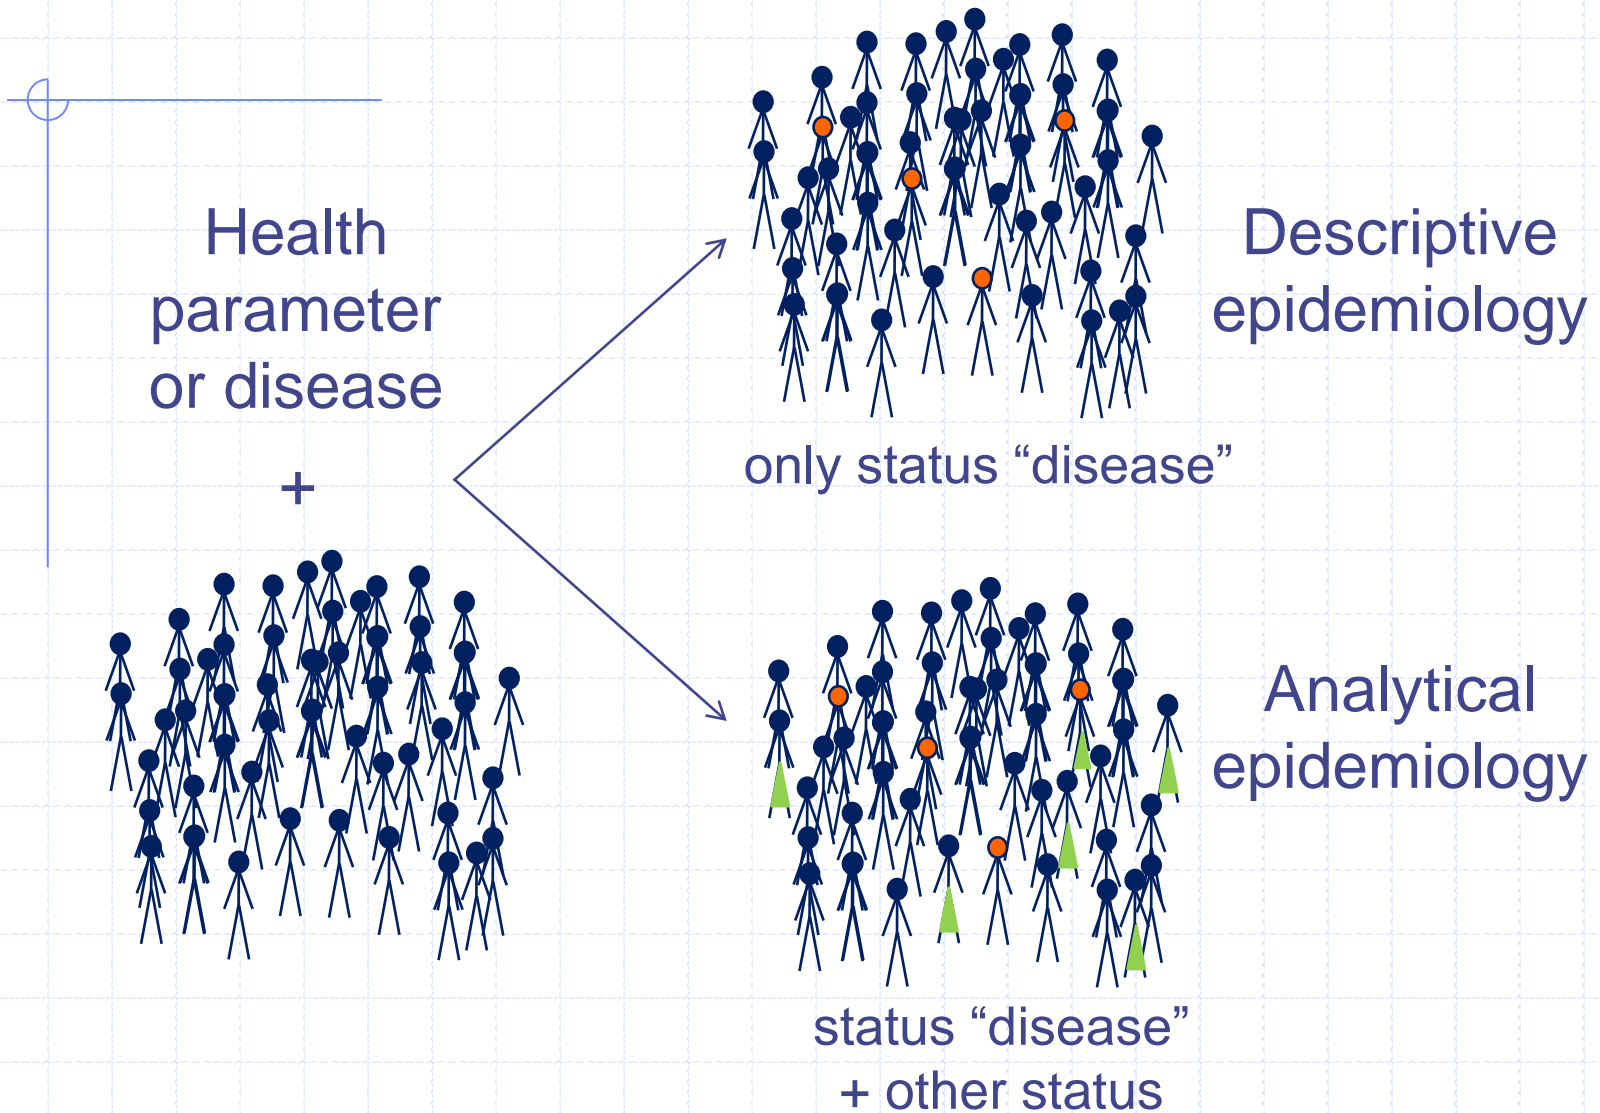 Health
parameter
or disease
+
Descriptive
epidemiology
only status “disease”
Analytical
epidemiology
status “disease”
+ other status